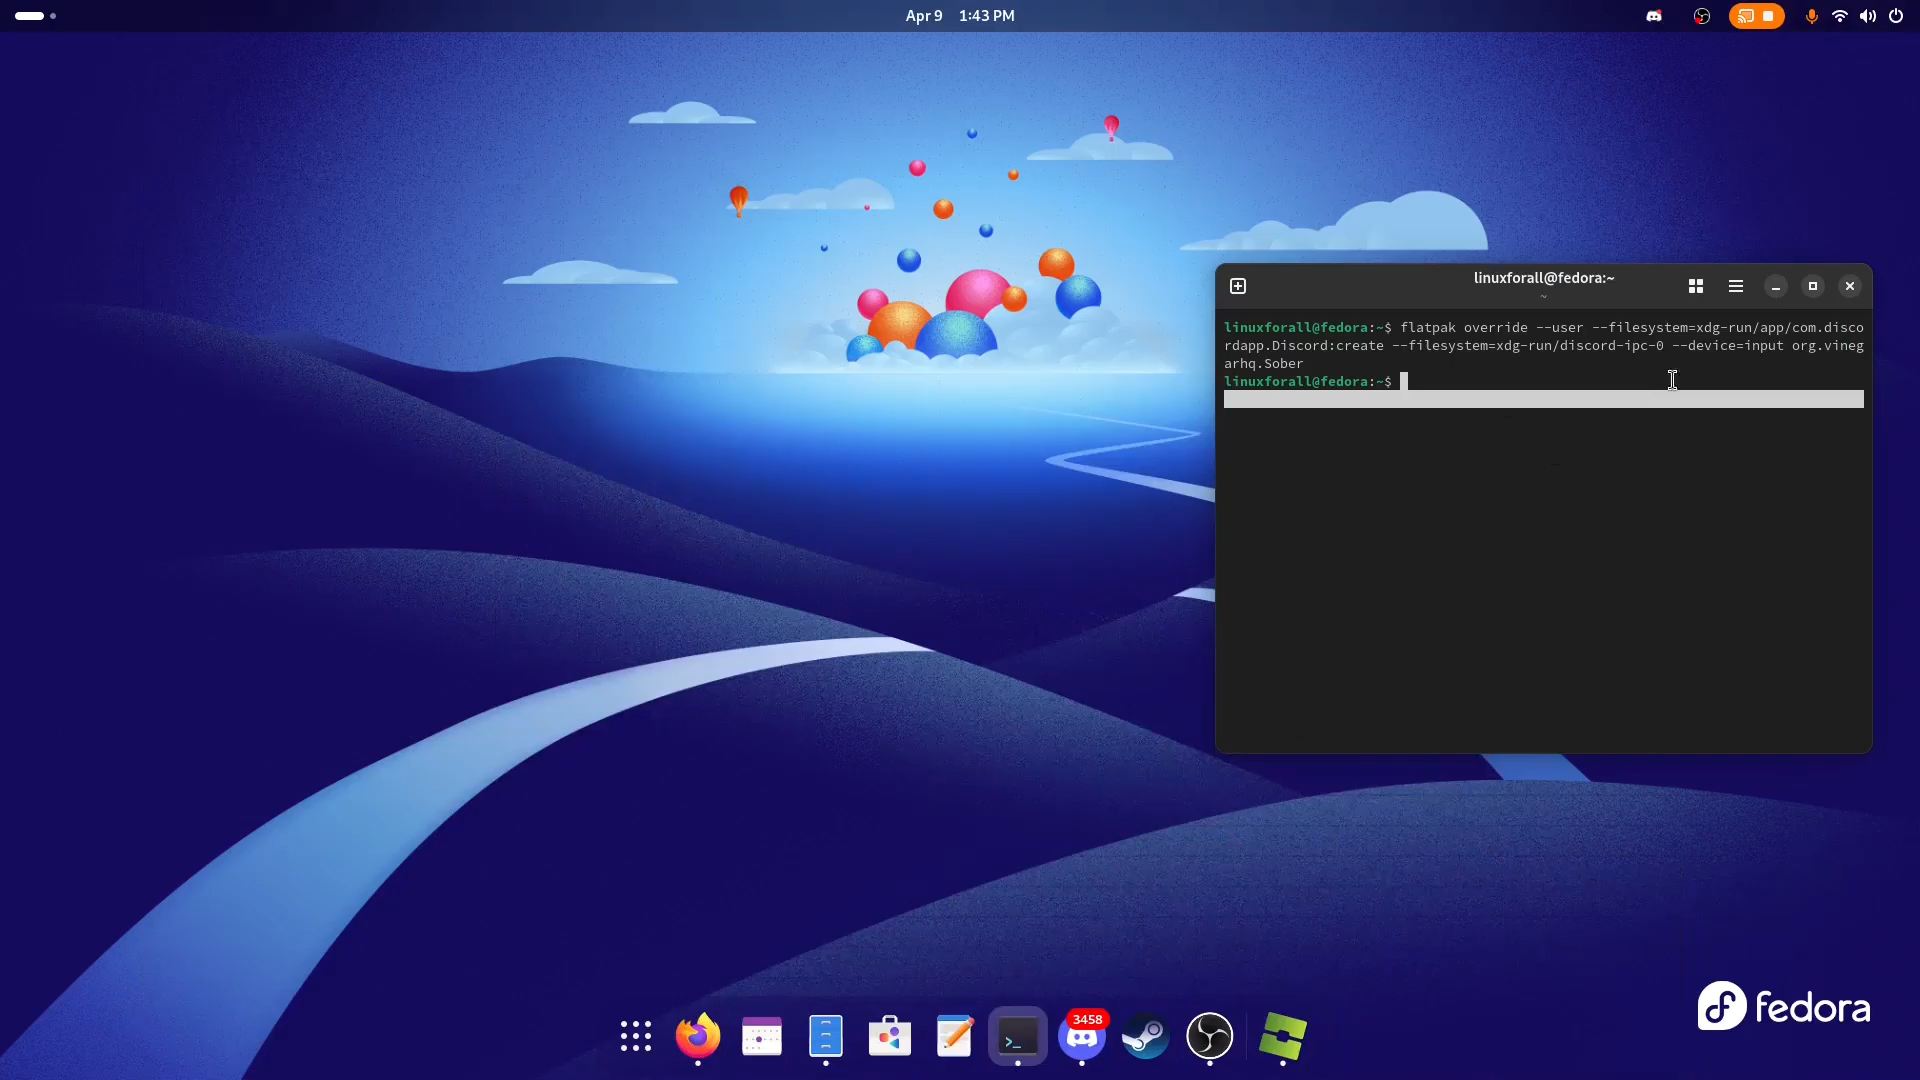 Apr 9 1:43 PM
linuxforall@fedora:~
~
linuxforall@fedora:~$ flatpak override --user --filesystem=xdg-run/app/com.disco
rdapp.Discord:create --filesystem=xdg-run/discord-ipc-0 --device=input org.vineg
arhq.Sober
linuxforall@fedora:~$
fedora
>_
3458